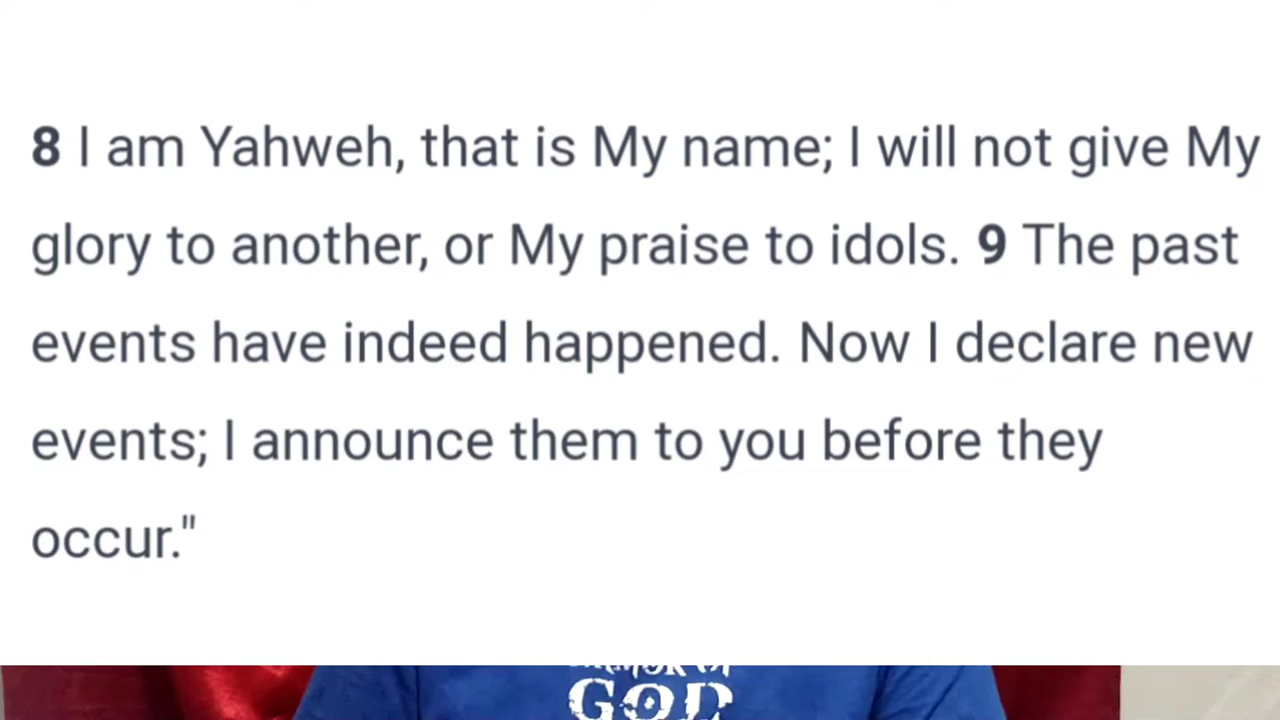 8 I am Yahweh, that is My name; I will not give My
glory to another, or My praise to idols. 9 The past
events have indeed happened. Now I declare new
events; I announce them to you before they
occur."
OF
GOD